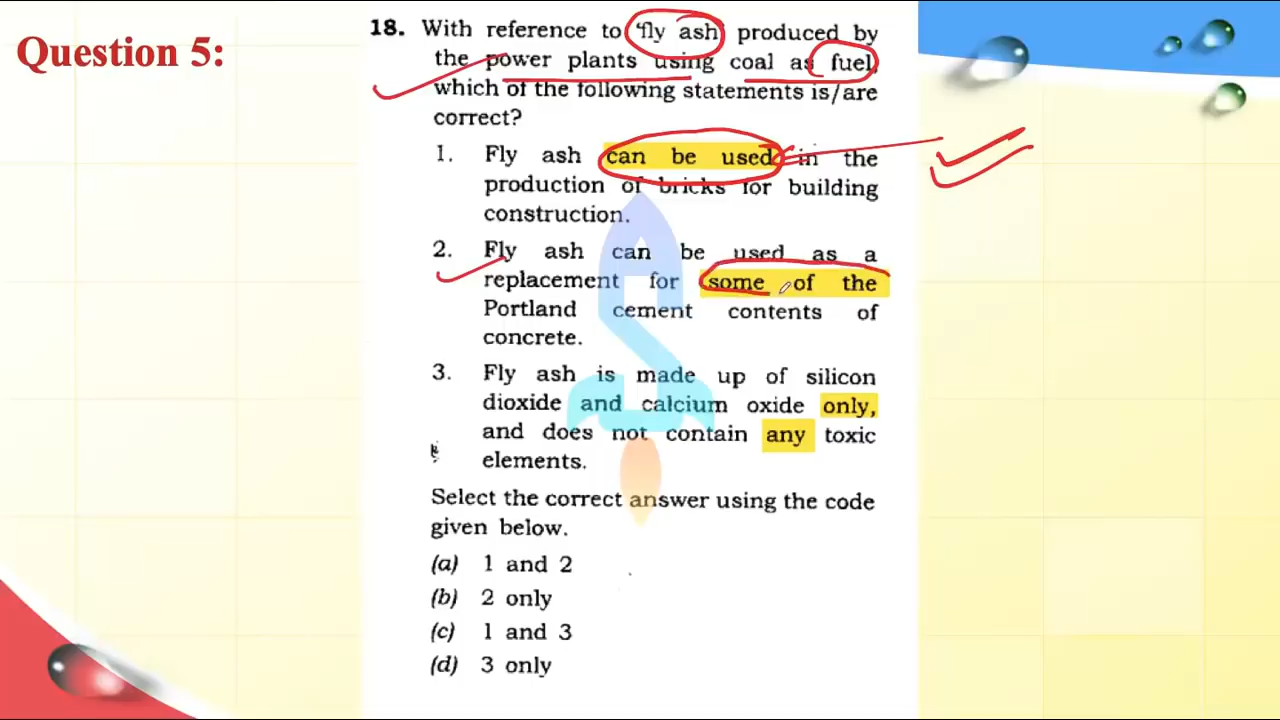 Question 5:
18. With reference to 'fly ash' produced by
the power plants using coal as fuel,
which of the following statements is/are
correct?
1. Fly ash can be used in the
production of bricks for building
construction.
2. Fly ash can be used as a
replacement for some of the
Portland cement contents of
concrete.
3. Fly ash is made up of silicon
dioxide and calcium oxide only,
and does not contain any toxic
elements.
Select the correct answer using the code
given below.
(a) 1 and 2
(b) 2 only
(c) 1 and 3
(d) 3 only